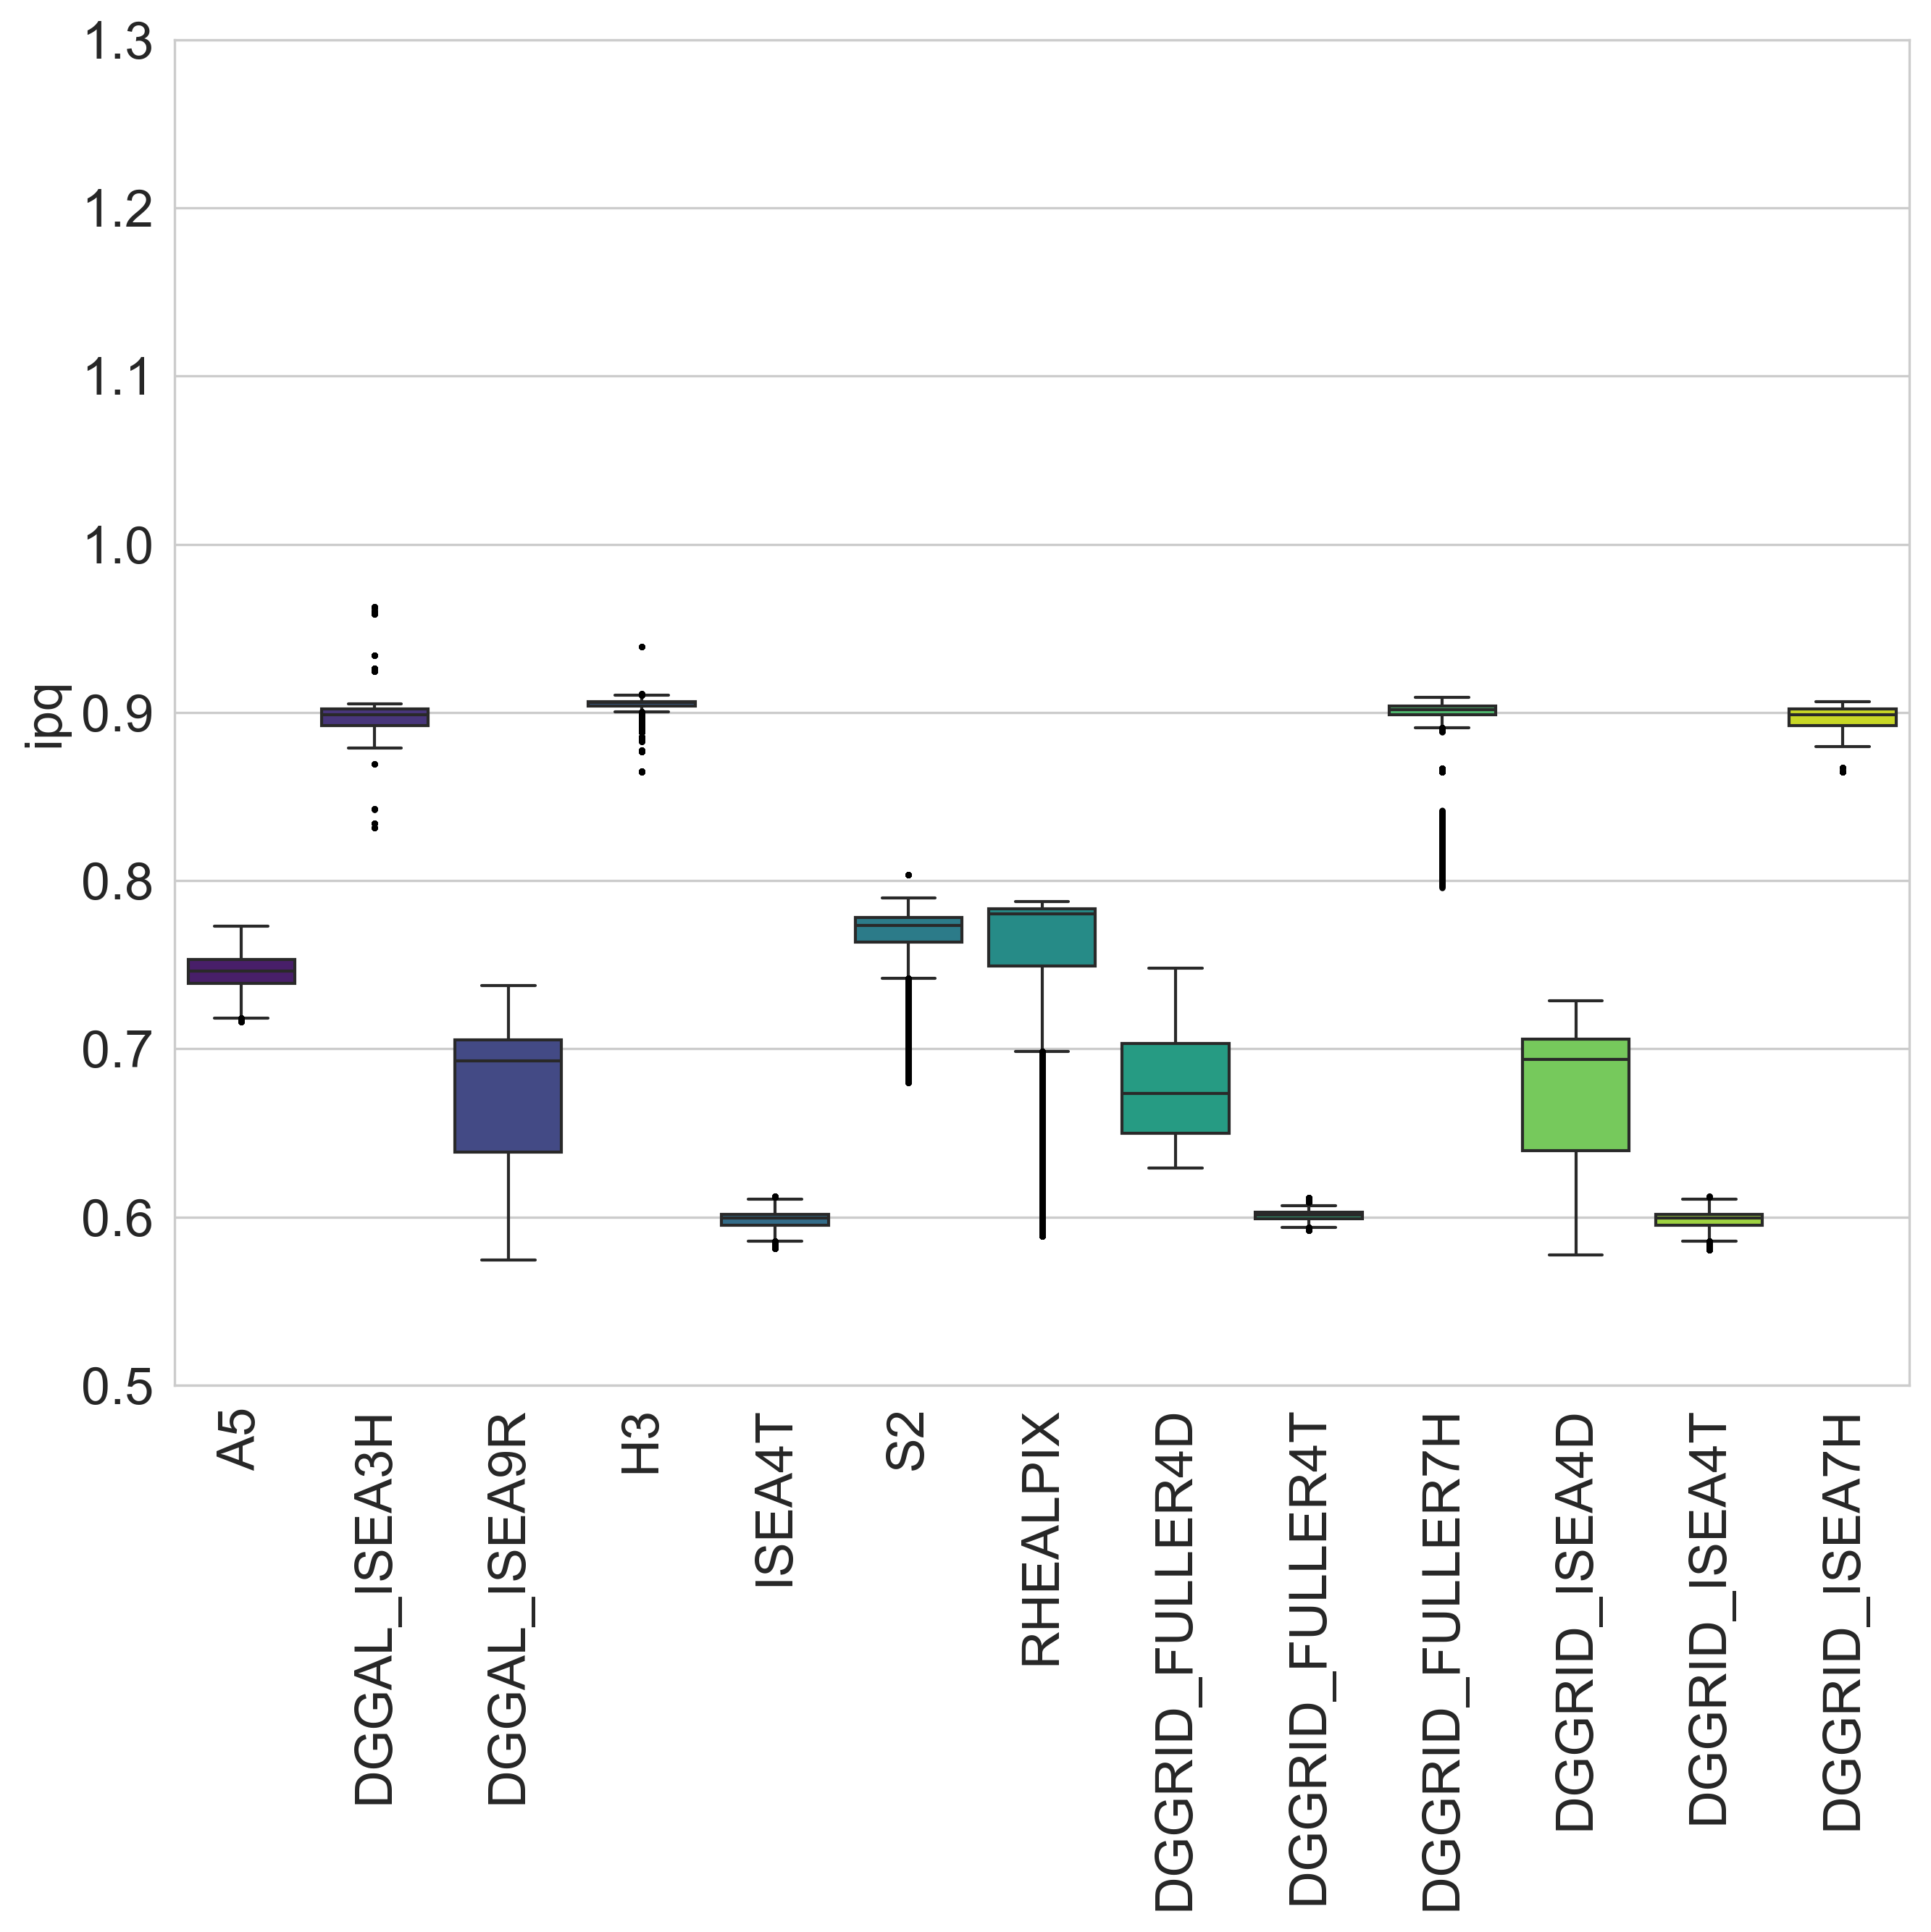 1.3
1.2
1.1
1.0
0.9
0.8
0.7
0.6
0.5
ipq
A5
DGGAL_ISEA3H
DGGAL_ISEA9R
H3
ISEA4T
S2
RHEALPIX
DGGRID_FULLER4D
DGGRID_FULLER4T
DGGRID_FULLER7H
DGGRID_ISEA4D
DGGRID_ISEA4T
DGGRID_ISEA7H